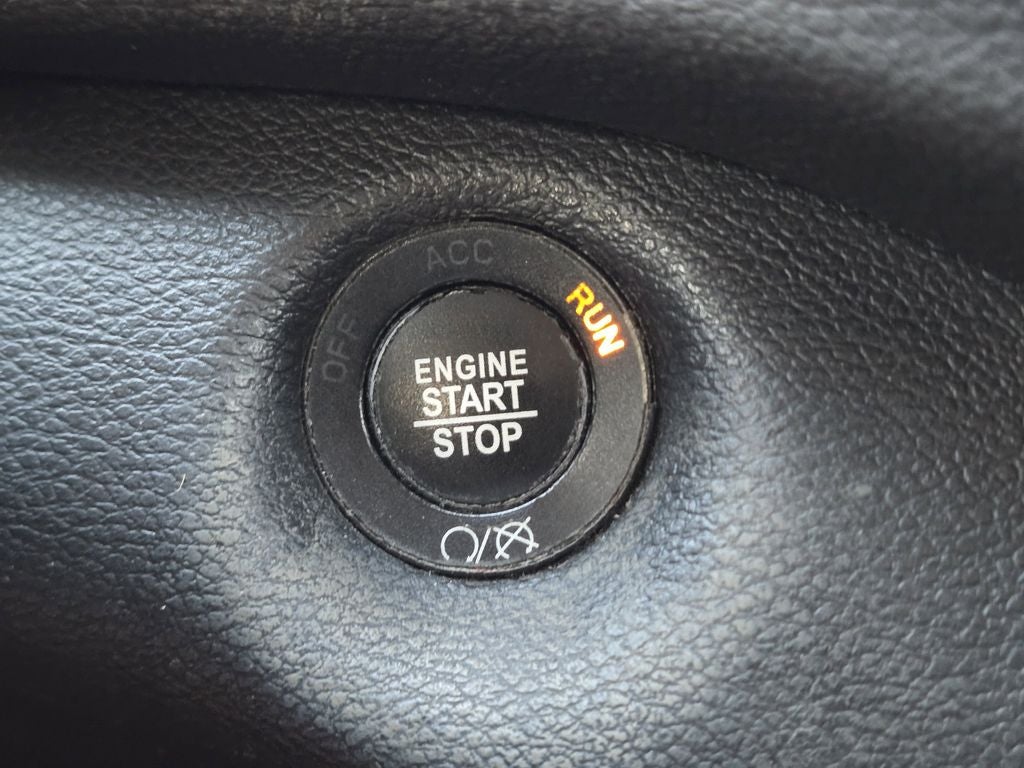 ACC
RUN
OFF
ENGINE
START
STOP